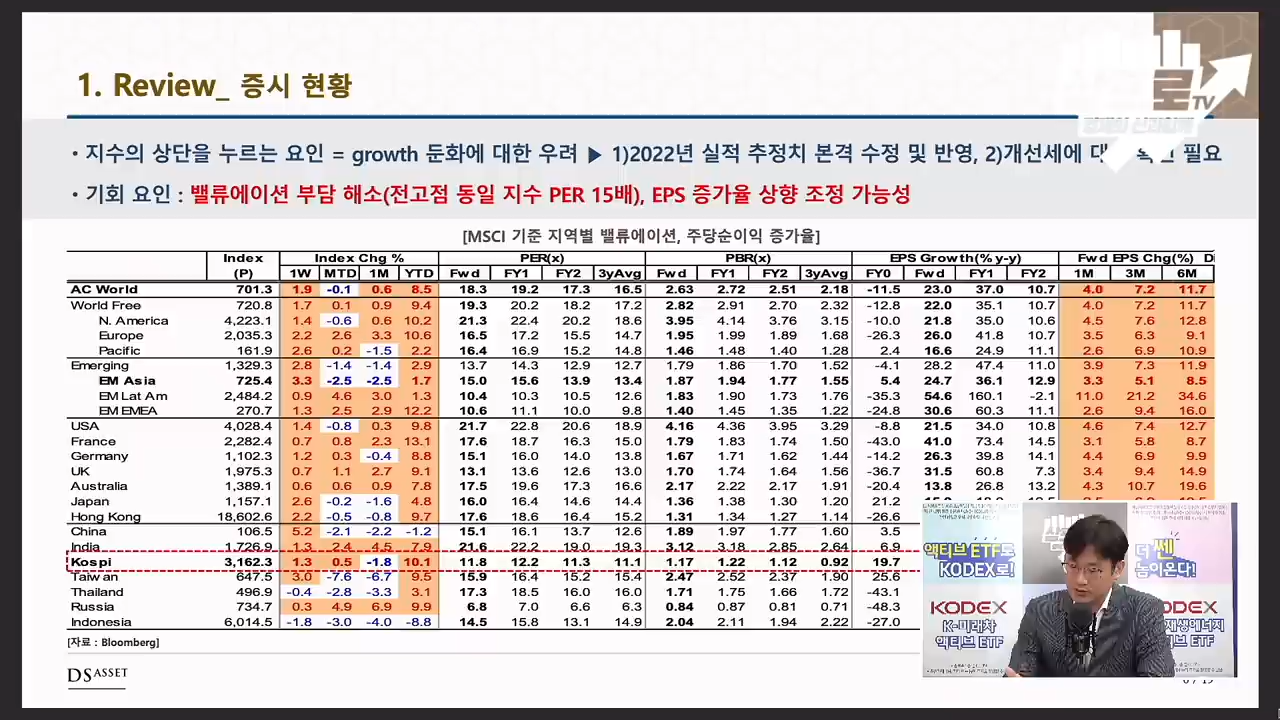 1. Review_ 증시 현황
TV
· 지수의 상단을 누르는 요인 = growth 둔화에 대한 우려 ▶ 1)2022년 실적 추정치 본격 수정 및 반영, 2)개선세에 필요
· 기회 요인 : 밸류에이션 부담 해소(전고점 동일 지수 PER 15배), EPS 증가율 상향 조정 가능성
[MSCI 기준 지역별 밸류에이션, 주당순이익 증가율]
Index Index Chg % PER(x) PBR(x) EPS Growth(% y-y) Fwd EPS Chg(%)
(P) 1W MTD 1M YTD Fwd FY1 FY2 3yAvg Fwd FY1 FY2 3yAvg FY0 Fwd FY1 FY2 1M 3M 6M
AC World 701.3 1.9 -0.1 0.6 8.5 18.3 19.2 17.3 16.5 2.63 2.72 2.51 2.18 -11.5 23.0 37.0 10.7 4.0 7.2 11.7
World Free 720.8 1.7 0.1 0.9 9.4 19.3 20.2 18.2 17.2 2.82 2.91 2.70 2.32 -12.8 22.0 35.1 10.7 4.0 7.2 11.7
N. America 4,223.1 1.4 -0.6 0.6 10.2 21.3 22.4 20.2 18.6 3.95 4.14 3.76 3.15 -10.0 21.8 35.0 10.6 4.5 7.6 12.8
Europe 2,035.3 2.2 2.6 3.3 10.6 16.5 17.2 15.5 14.7 1.95 1.99 1.89 1.68 -26.3 26.0 41.8 10.7 3.5 6.3 9.1
Pacific 161.9 2.6 0.2 -1.5 2.2 16.4 16.9 15.2 14.8 1.46 1.48 1.40 1.28 2.4 16.6 24.9 11.1 2.6 6.9 10.9
Emerging 1,329.3 2.8 -1.4 -1.4 2.9 13.7 14.3 12.9 12.7 1.79 1.86 1.70 1.52 -4.1 28.2 47.4 11.0 3.9 7.3 11.9
EM Asia 725.4 3.3 -2.5 -2.5 1.7 15.0 15.6 13.9 13.4 1.87 1.94 1.77 1.55 5.4 24.7 36.1 12.9 3.3 5.1 8.5
EM Lat Am 2,484.2 0.9 4.6 3.0 1.3 10.4 10.3 10.5 12.6 1.83 1.90 1.73 1.76 -35.3 54.6 160.1 -2.1 11.0 21.2 34.6
EM EMEA 270.7 1.3 2.5 2.9 12.2 10.6 11.1 10.0 9.8 1.40 1.45 1.35 1.22 -24.8 30.6 60.3 11.1 2.6 9.4 16.0
USA 4,028.4 1.4 -0.8 0.3 9.8 21.7 22.8 20.6 18.9 4.16 4.36 3.95 3.29 -8.8 21.5 34.0 10.8 4.6 7.4 12.7
France 2,282.4 0.7 0.8 2.3 13.1 17.6 18.7 16.3 15.0 1.79 1.83 1.74 1.50 -43.0 41.0 73.4 14.5 3.1 5.8 8.7
Germany 1,102.3 1.2 0.3 -0.4 8.8 15.1 16.0 14.0 13.8 1.67 1.71 1.62 1.44 -14.2 26.3 39.8 14.1 4.4 6.9 9.9
UK 1,975.3 0.7 1.1 2.7 9.1 13.1 13.6 12.6 13.0 1.70 1.74 1.64 1.56 -36.7 31.5 60.8 7.3 3.4 9.4 14.9
Australia 1,389.1 0.6 0.6 0.9 7.8 17.5 19.6 17.3 16.6 2.17 2.22 2.17 1.91 -20.4 13.8 26.8 13.2 4.3 10.7 19.6
Japan 1,157.1 2.6 -0.2 -1.6 4.8 16.0 16.4 14.6 14.4 1.36 1.38 1.30 1.20 21.2
Hong Kong 18,602.6 2.2 -0.5 -0.8 9.7 17.6 18.6 16.4 15.2 1.31 1.34 1.27 1.14 -26.6
China 106.5 5.2 -2.1 -2.2 -1.2 15.1 16.1 13.7 12.6 1.89 1.97 1.77 1.60 3.5
India 1,726.9 1.3 2.4 4.5 7.9 21.6 22.2 19.0 19.3 3.12 3.18 2.85 2.64 6.9
Kospi 3,162.3 1.3 0.5 -1.8 10.1 11.8 12.2 11.3 11.1 1.17 1.22 1.12 0.92 19.7
Taiwan 647.5 3.0 -7.6 -6.7 9.5 15.9 16.4 15.2 15.4 2.47 2.52 2.37 1.90 25.6
Thailand 496.9 -0.4 -2.8 -3.3 3.1 17.3 18.5 16.0 16.0 1.71 1.75 1.66 1.72 -43.1
Russia 734.7 0.3 4.9 6.9 9.9 6.8 7.0 6.6 6.3 0.84 0.87 0.81 0.71 -48.3
Indonesia 6,014.5 -1.8 -3.0 -4.0 -8.8 14.5 15.8 13.1 14.9 2.04 2.11 1.94 2.22 -27.0
[자료 : Bloomberg]
DS ASSET
액티브 ETF도
KODEX로!
KODEX
K-미래차
액티브 ETF
더 쎈
놈이온다!